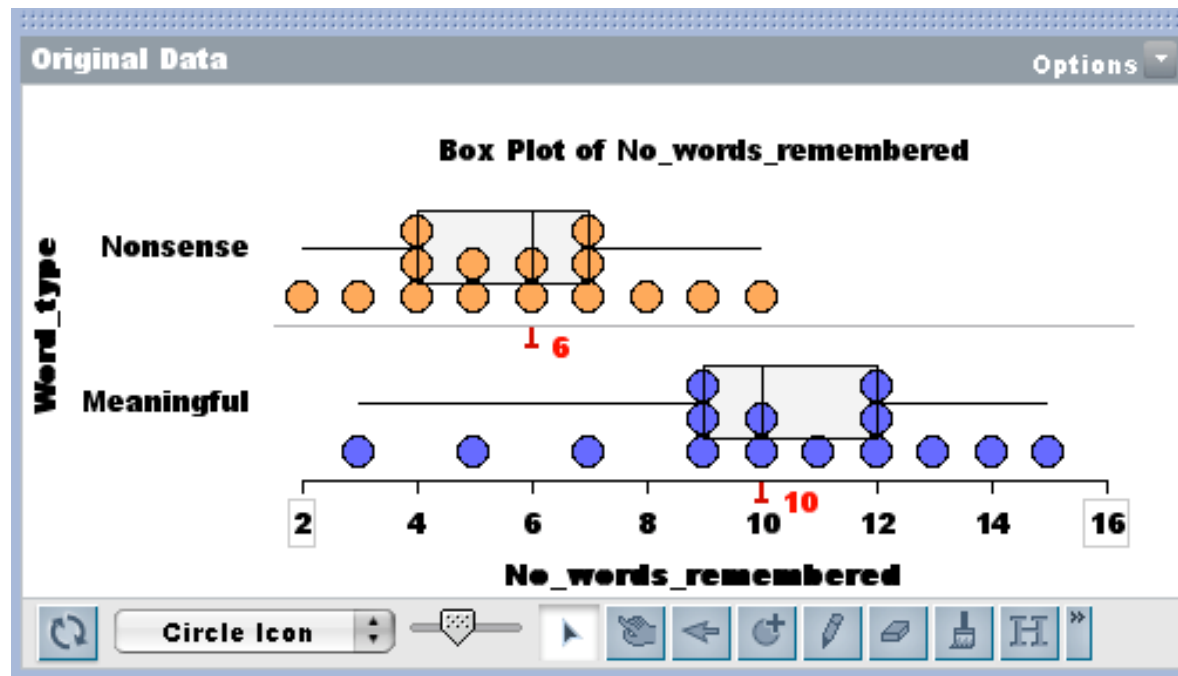 Original Data
Options
Box Plot of No_words_remembered
Word_type
Nonsense
6
Meaningful
10
2 4 6 8 10 12 14 16
No_words_remembered
Circle Icon